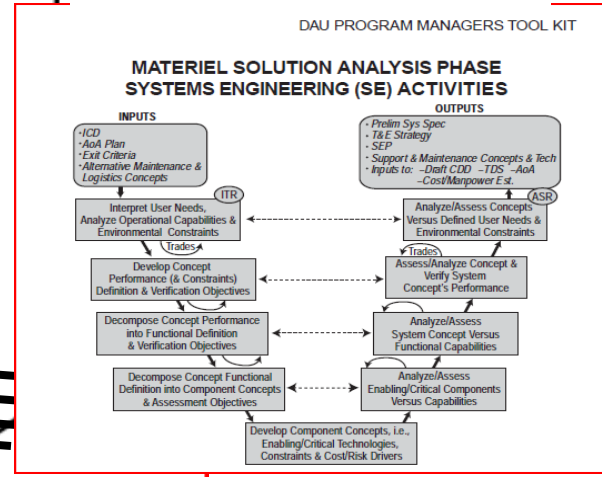 DAU PROGRAM MANAGERS TOOL KIT
MATERIEL SOLUTION ANALYSIS PHASE
SYSTEMS ENGINEERING (SE) ACTIVITIES
INPUTS
•ICD
•AoA Plan
•Exit Criteria
•Alternative Maintenance &
Logistics Concepts
OUTPUTS
• Prelim Sys Spec
• T&E Strategy
• SEP
• Support & Maintenance Concepts & Tech
• Inputs to: –Draft CDD –TDS –AoA
–Cost/Manpower Est.
ITR
Interpret User Needs,
Analyze Operational Capabilities &
Environmental Constraints
ASR
Analyze/Assess Concepts
Versus Defined User Needs &
Environmental Constraints
Trades
Develop Concept
Performance (& Constraints)
Definition & Verification Objectives
Trades
Assess/Analyze Concept &
Verify System
Concept's Performance
Decompose Concept Performance
into Functional Definition
& Verification Objectives
Analyze/Assess
System Concept Versus
Functional Capabilities
Decompose Concept Functional
Definition into Component Concepts
& Assessment Objectives
Analyze/Assess
Enabling/Critical Components
Versus Capabilities
Develop Component Concepts, i.e.,
Enabling/Critical Technologies,
Constraints & Cost/Risk Drivers